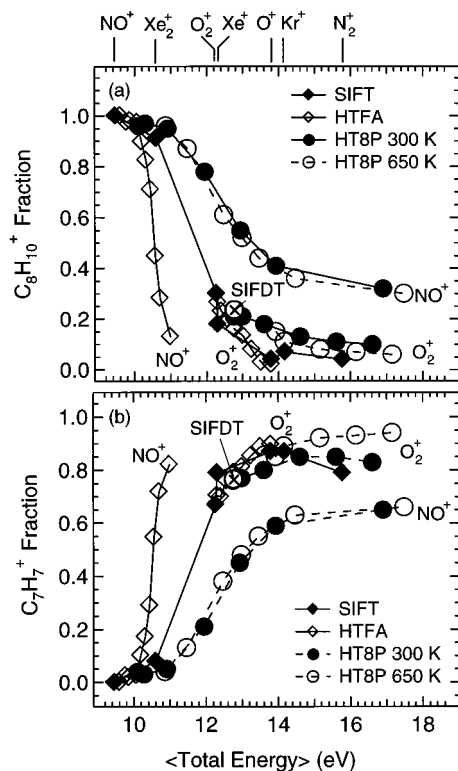 NO⁺ Xe₂⁺ O₂⁺ Xe⁺ O⁺ Kr⁺ N₂⁺
(a)
SIFT
HTFA
HT8P 300 K
HT8P 650 K
1.0
0.8
0.6
0.4
0.2
0.0
C₈H₁₀⁺ Fraction
SIFDT
NO⁺
O₂⁺
NO⁺
O₂⁺
(b)
NO⁺
SIFDT
O₂⁺
O₂⁺
NO⁺
1.0
0.8
0.6
0.4
0.2
0.0
C₇H₇⁺ Fraction
SIFT
HTFA
HT8P 300 K
HT8P 650 K
10 12 14 16 18
<Total Energy> (eV)